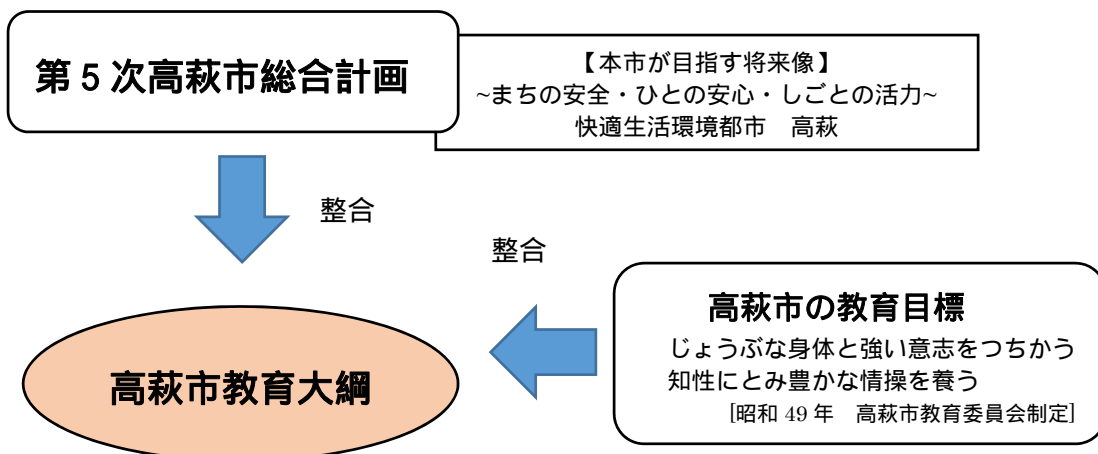 第5次高萩市総合計画
【本市が目指す将来像】
~まちの安全・ひとの安心・しごとの活力~
快適生活環境都市　高萩
整合
整合
高萩市の教育目標
じょうぶな身体と強い意志をつちかう
知性にとみ豊かな情操を養う
[昭和 49 年　高萩市教育委員会制定]
高萩市教育大綱